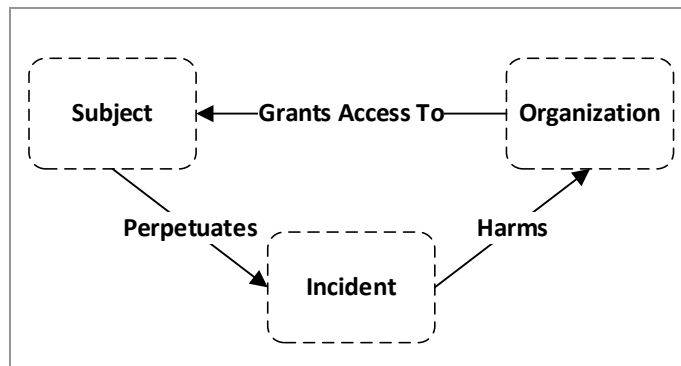 Subject
Grants Access To
Organization
Perpetuates
Harms
Incident